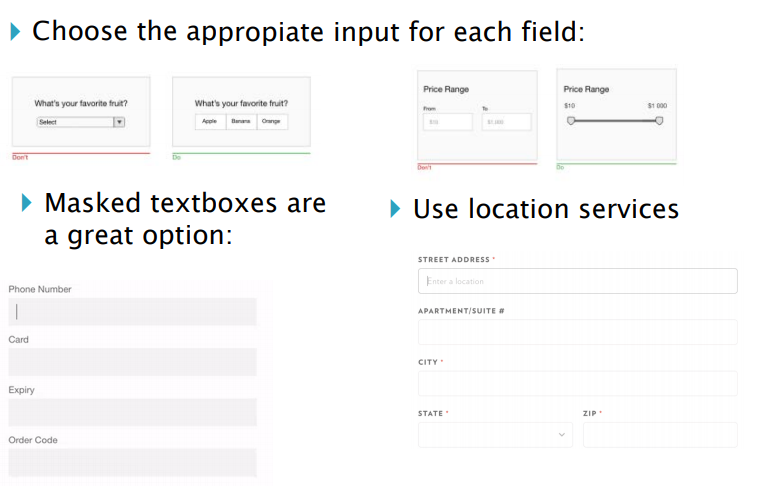 Choose the appropiate input for each field:
What's your favorite fruit?
Select
Don't
What's your favorite fruit?
Apple Banana Orange
Do
Price Range
From To
$10 $1 000
Don't
Price Range
$10 $1 000
Do
Masked textboxes are
a great option:
Phone Number
Card
Expiry
Order Code
Use location services
STREET ADDRESS *
Enter a location
APARTMENT/SUITE #
CITY *
STATE * ZIP *